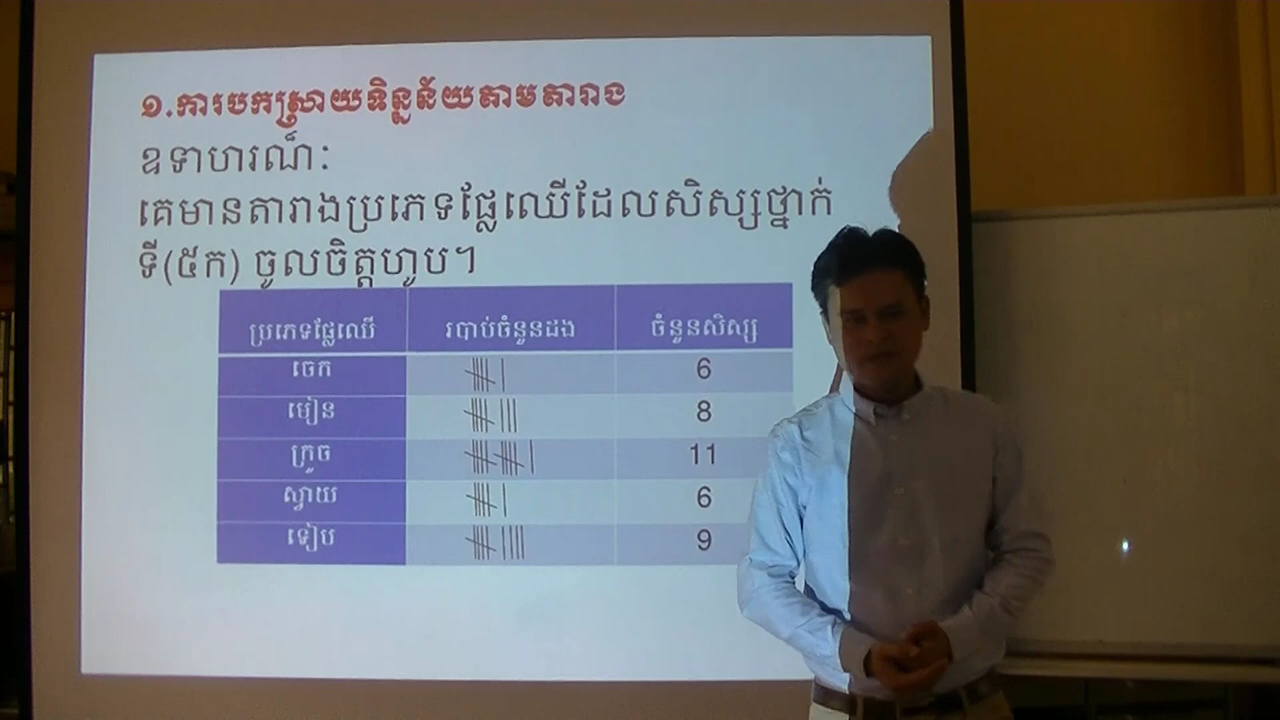 ១.ការបកស្រាយទិន្នន័យតាមតារាង
ឧទាហរណ៍ៈ
គេមានតារាងប្រភេទផ្លែឈើដែលសិស្សថ្នាក់
ទី(៥ក) ចូលចិត្តហូប។
ប្រភេទផ្លែឈើ របាប់ចំនួនដង ចំនួនសិស្ស
ចេក 6
មៀន 8
ក្រូច 11
ស្វាយ 6
ទៀប 9